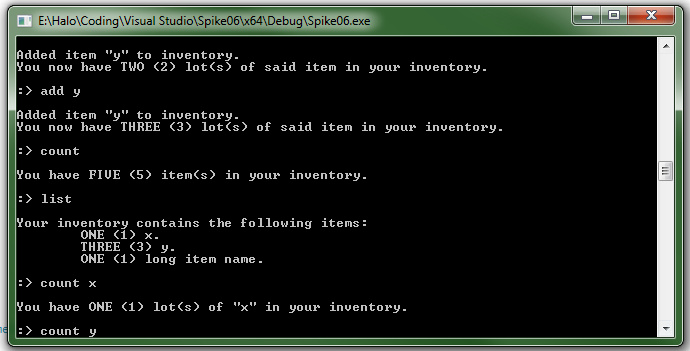 E:\Halo\Coding\Visual Studio\Spike06\x64\Debug\Spike06.exe
Added item "y" to inventory.
You now have TWO (2) lot(s) of said item in your inventory.
:> add y
Added item "y" to inventory.
You now have THREE (3) lot(s) of said item in your inventory.
:> count
You have FIVE (5) item(s) in your inventory.
:> list
Your inventory contains the following items:
ONE (1) x.
THREE (3) y.
ONE (1) long item name.
:> count x
You have ONE (1) lot(s) of "x" in your inventory.
:> count y